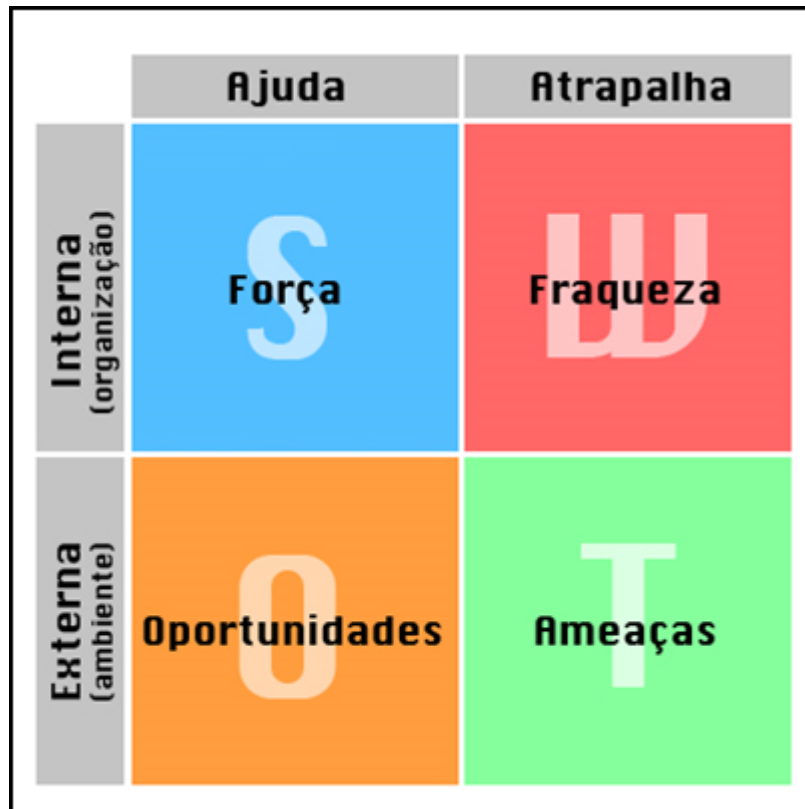 Ajuda
Atrapalha
Interna
(organização)
S
Força
W
Fraqueza
Externa
(ambiente)
O
Oportunidades
T
Ameaças